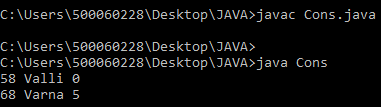 C:\Users\500060228\Desktop\JAVA>javac Cons.java
C:\Users\500060228\Desktop\JAVA>
C:\Users\500060228\Desktop\JAVA>java Cons
58 Valli 0
68 Varna 5